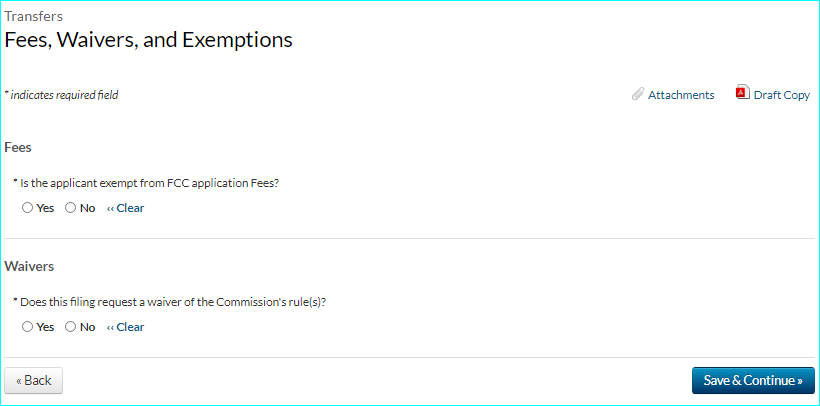 Transfers
Fees, Waivers, and Exemptions
* indicates required field
Attachments
Draft Copy
Fees
* Is the applicant exempt from FCC application Fees?
Yes No ‹‹ Clear
Waivers
* Does this filing request a waiver of the Commission's rule(s)?
Yes No ‹‹ Clear
« Back
Save & Continue »